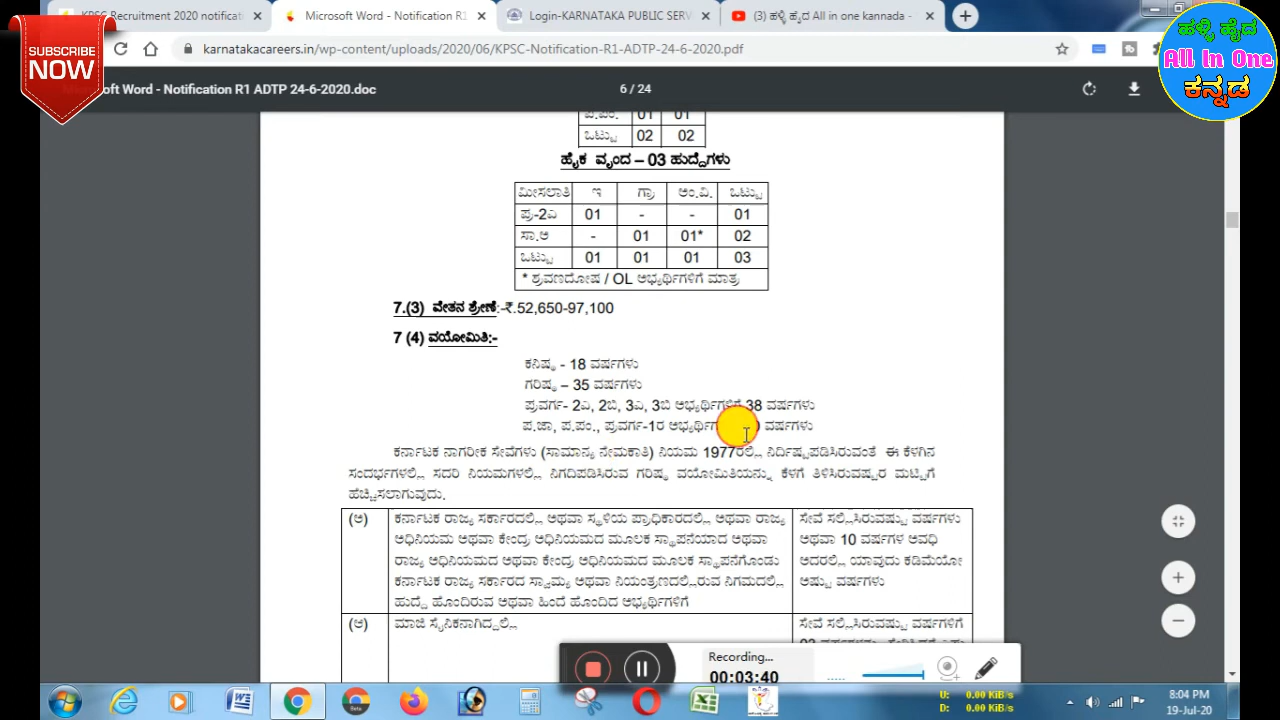 KPSC Recruitment 2020 notificati
Microsoft Word - Notification R1
Login-KARNATAKA PUBLIC SERV
(3) ಹಳ್ಳಿ ಹೈದ All in one kannada -
SUBSCRIBE
NOW
karnatakacareers.in/wp-content/uploads/2020/06/KPSC-Notification-R1-ADTP-24-6-2020.pdf
ಹಳ್ಳಿ ಹೈದ
All In One
ಕನ್ನಡ
Microsoft Word - Notification R1 ADTP 24-6-2020.doc
6 / 24
ಪ.ಪಂ. 01 01
ಒಟ್ಟು 02 02
ಹೈಕ ವೃಂದ – 03 ಹುದ್ದೆಗಳು
ಮೀಸಲಾತಿ ಇ ಗ್ರಾ ಅಂ.ವಿ. ಒಟ್ಟು
ಪ್ರ-2ಎ 01 - - 01
ಸಾ.ಅ - 01 01* 02
ಒಟ್ಟು 01 01 01 03
* ಶ್ರವಣದೋಷ / OL ಅಭ್ಯರ್ಥಿಗಳಿಗೆ ಮಾತ್ರ
7.(3) ವೇತನ ಶ್ರೇಣಿ:-₹.52,650-97,100
7 (4) ವಯೋಮಿತಿ:-
ಕನಿಷ್ಠ - 18 ವರ್ಷಗಳು
ಗರಿಷ್ಠ – 35 ವರ್ಷಗಳು
ಪ್ರವರ್ಗ- 2ಎ, 2ಬಿ, 3ಎ, 3ಬಿ ಅಭ್ಯರ್ಥಿಗಳಿಗೆ 38 ವರ್ಷಗಳು
ಪ.ಜಾ, ಪ.ಪಂ., ಪ್ರವರ್ಗ-1ರ ವರ್ಷಗಳು
ಕರ್ನಾಟಕ ನಾಗರೀಕ ಸೇವೆಗಳು (ಸಾಮಾನ್ಯ ನೇಮಕಾತಿ) ನಿಯಮ 1977ರಲ್ಲಿ ನಿರ್ದಿಷ್ಟಪಡಿಸಿರುವಂತೆ ಈ ಕೆಳಗಿನ
ಸಂದರ್ಭಗಳಲ್ಲಿ ಸದರಿ ನಿಯಮಗಳಲ್ಲಿ ನಿಗದಿಪಡಿಸಿರುವ ಗರಿಷ್ಠ ವಯೋಮಿತಿಯನ್ನು ಕೆಳಗೆ ತಿಳಿಸಿರುವಷ್ಟರ ಮಟ್ಟಿಗೆ
ಹೆಚ್ಚಿಸಲಾಗುವುದು.
(ಅ) ಕರ್ನಾಟಕ ರಾಜ್ಯ ಸರ್ಕಾರದಲ್ಲಿ ಅಥವಾ ಸ್ಥಳೀಯ ಪ್ರಾಧಿಕಾರದಲ್ಲಿ ಅಥವಾ ರಾಜ್ಯ
ಅಧಿನಿಯಮ ಅಥವಾ ಕೇಂದ್ರ ಅಧಿನಿಯಮದ ಮೂಲಕ ಸ್ಥಾಪನೆಯಾದ ಅಥವಾ
ರಾಜ್ಯ ಅಧಿನಿಯಮದ ಅಥವಾ ಕೇಂದ್ರ ಅಧಿನಿಯಮದ ಮೂಲಕ ಸ್ಥಾಪನೆಗೊಂಡು
ಕರ್ನಾಟಕ ರಾಜ್ಯ ಸರ್ಕಾರದ ಸ್ವಾಮ್ಯ ಅಥವಾ ನಿಯಂತ್ರಣದಲ್ಲಿರುವ ನಿಗಮದಲ್ಲಿ
ಹುದ್ದೆ ಹೊಂದಿರುವ ಅಥವಾ ಹಿಂದೆ ಹೊಂದಿದ ಅಭ್ಯರ್ಥಿಗಳಿಗೆ
ಸೇವೆ ಸಲ್ಲಿಸಿರುವಷ್ಟು ವರ್ಷಗಳು
ಅಥವಾ 10 ವರ್ಷಗಳ ಅವಧಿ
ಅದರಲ್ಲಿ ಯಾವುದು ಕಡಿಮೆಯೋ
ಅಷ್ಟು ವರ್ಷಗಳು
(ಆ) ಮಾಜಿ ಸೈನಿಕನಾಗಿದ್ದಲ್ಲಿ
ಸೇವೆ ಸಲ್ಲಿಸಿರುವಷ್ಟು ವರ್ಷಗಳಿಗೆ
Recording...
00:03:40
U: 0.00 KiB/s
D: 0.00 KiB/s
8:04 PM
19-Jul-20